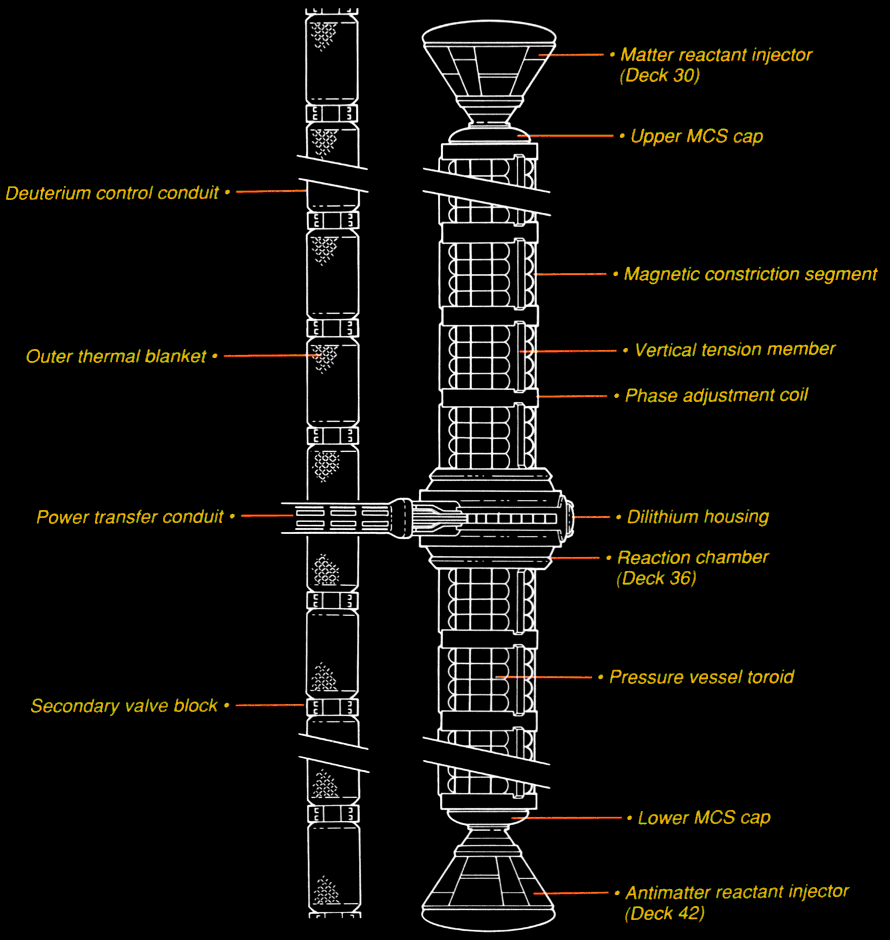 • Matter reactant injector
(Deck 30)
• Upper MCS cap
Deuterium control conduit •
• Magnetic constriction segment
• Vertical tension member
Outer thermal blanket •
• Phase adjustment coil
Power transfer conduit •
• Dilithium housing
• Reaction chamber
(Deck 36)
• Pressure vessel toroid
Secondary valve block •
• Lower MCS cap
• Antimatter reactant injector
(Deck 42)